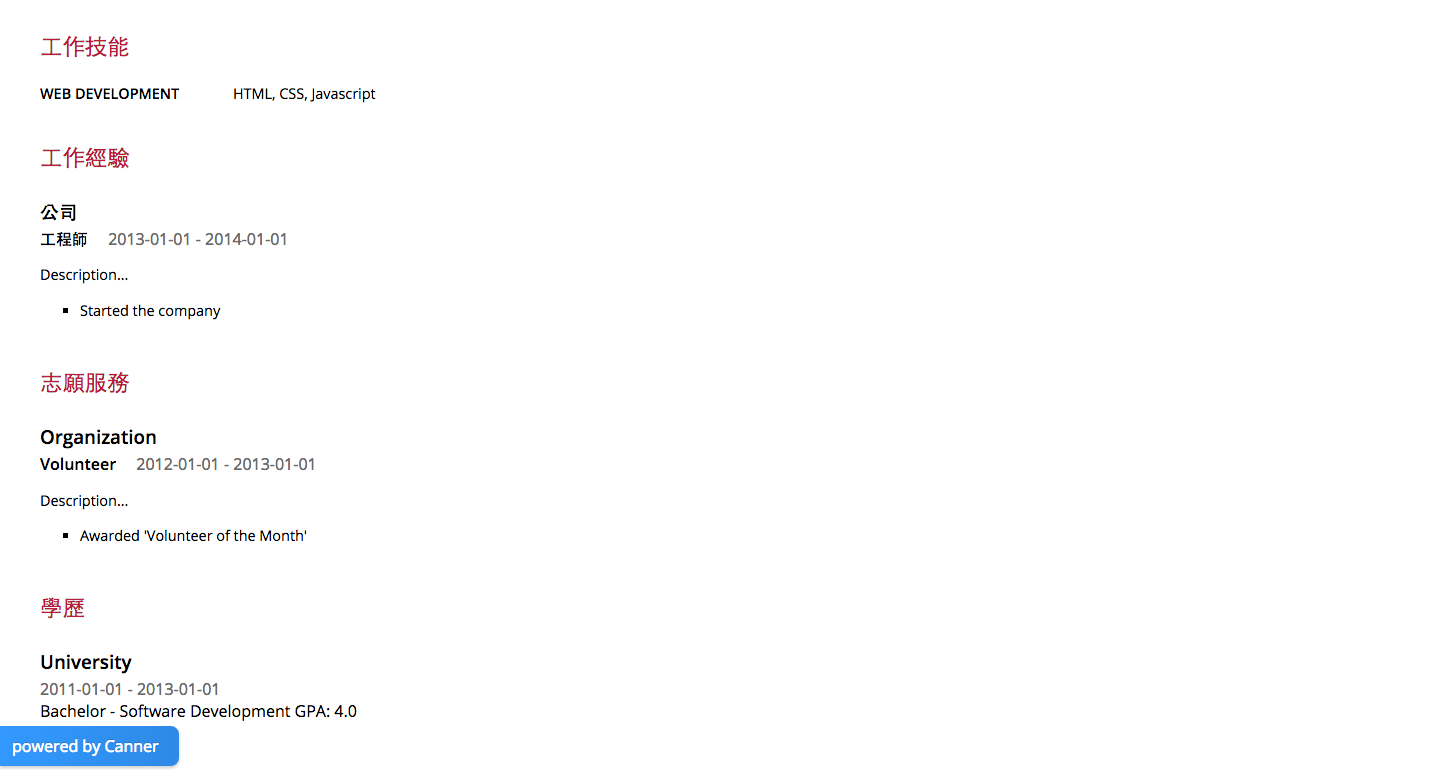 工作技能
WEB DEVELOPMENT HTML, CSS, Javascript
工作經驗
公司
工程師 2013-01-01 - 2014-01-01
Description...
Started the company
志願服務
Organization
Volunteer 2012-01-01 - 2013-01-01
Description...
Awarded 'Volunteer of the Month'
學歷
University
2011-01-01 - 2013-01-01
Bachelor - Software Development GPA: 4.0
powered by Canner